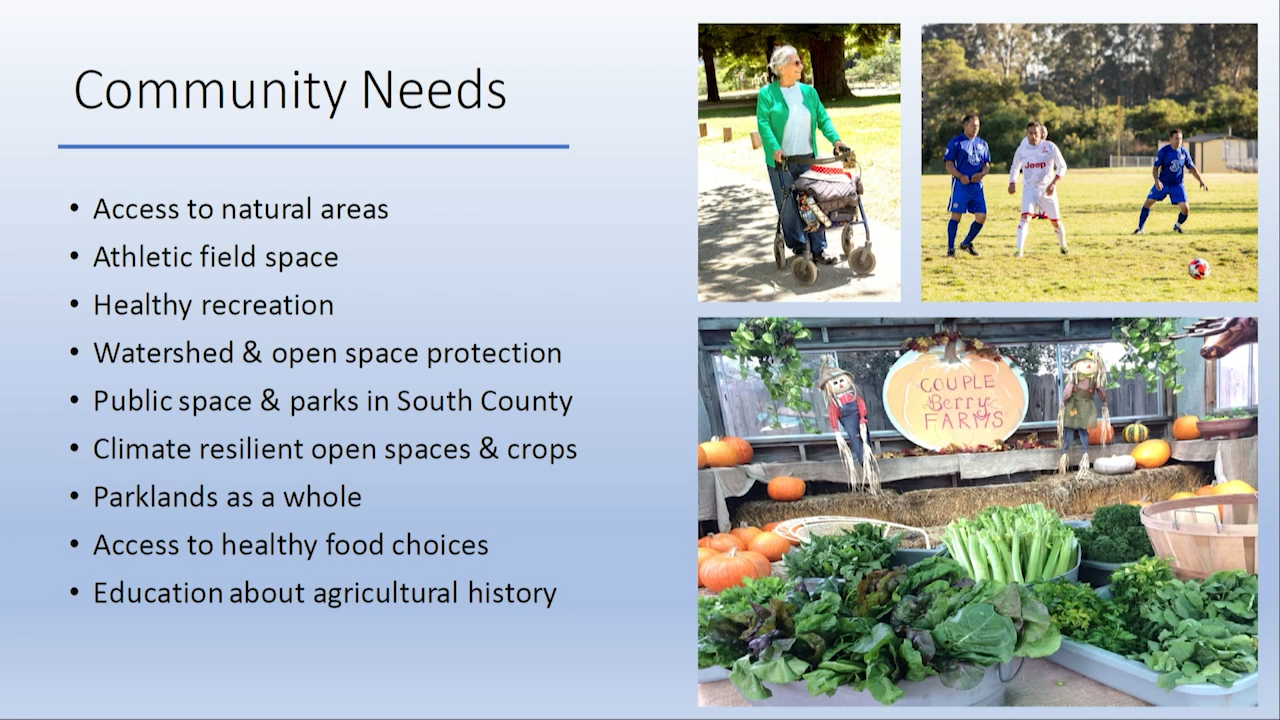 Community Needs
• Access to natural areas
• Athletic field space
• Healthy recreation
• Watershed & open space protection
• Public space & parks in South County
• Climate resilient open spaces & crops
• Parklands as a whole
• Access to healthy food choices
• Education about agricultural history
Jeep
3
COUPLE
Berry
FARMS